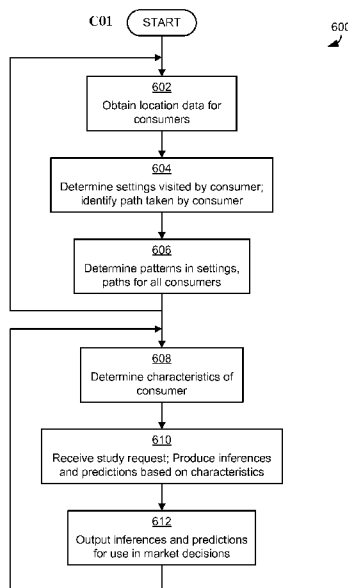 C01 START
600
602
Obtain location data for
consumers
604
Determine settings visited by consumer;
identify path taken by consumer
606
Determine patterns in settings,
paths for all consumers
608
Determine characteristics of
consumer
610
Receive study request; Produce inferences
and predictions based on characteristics
612
Output inferences and predictions
for use in market decisions